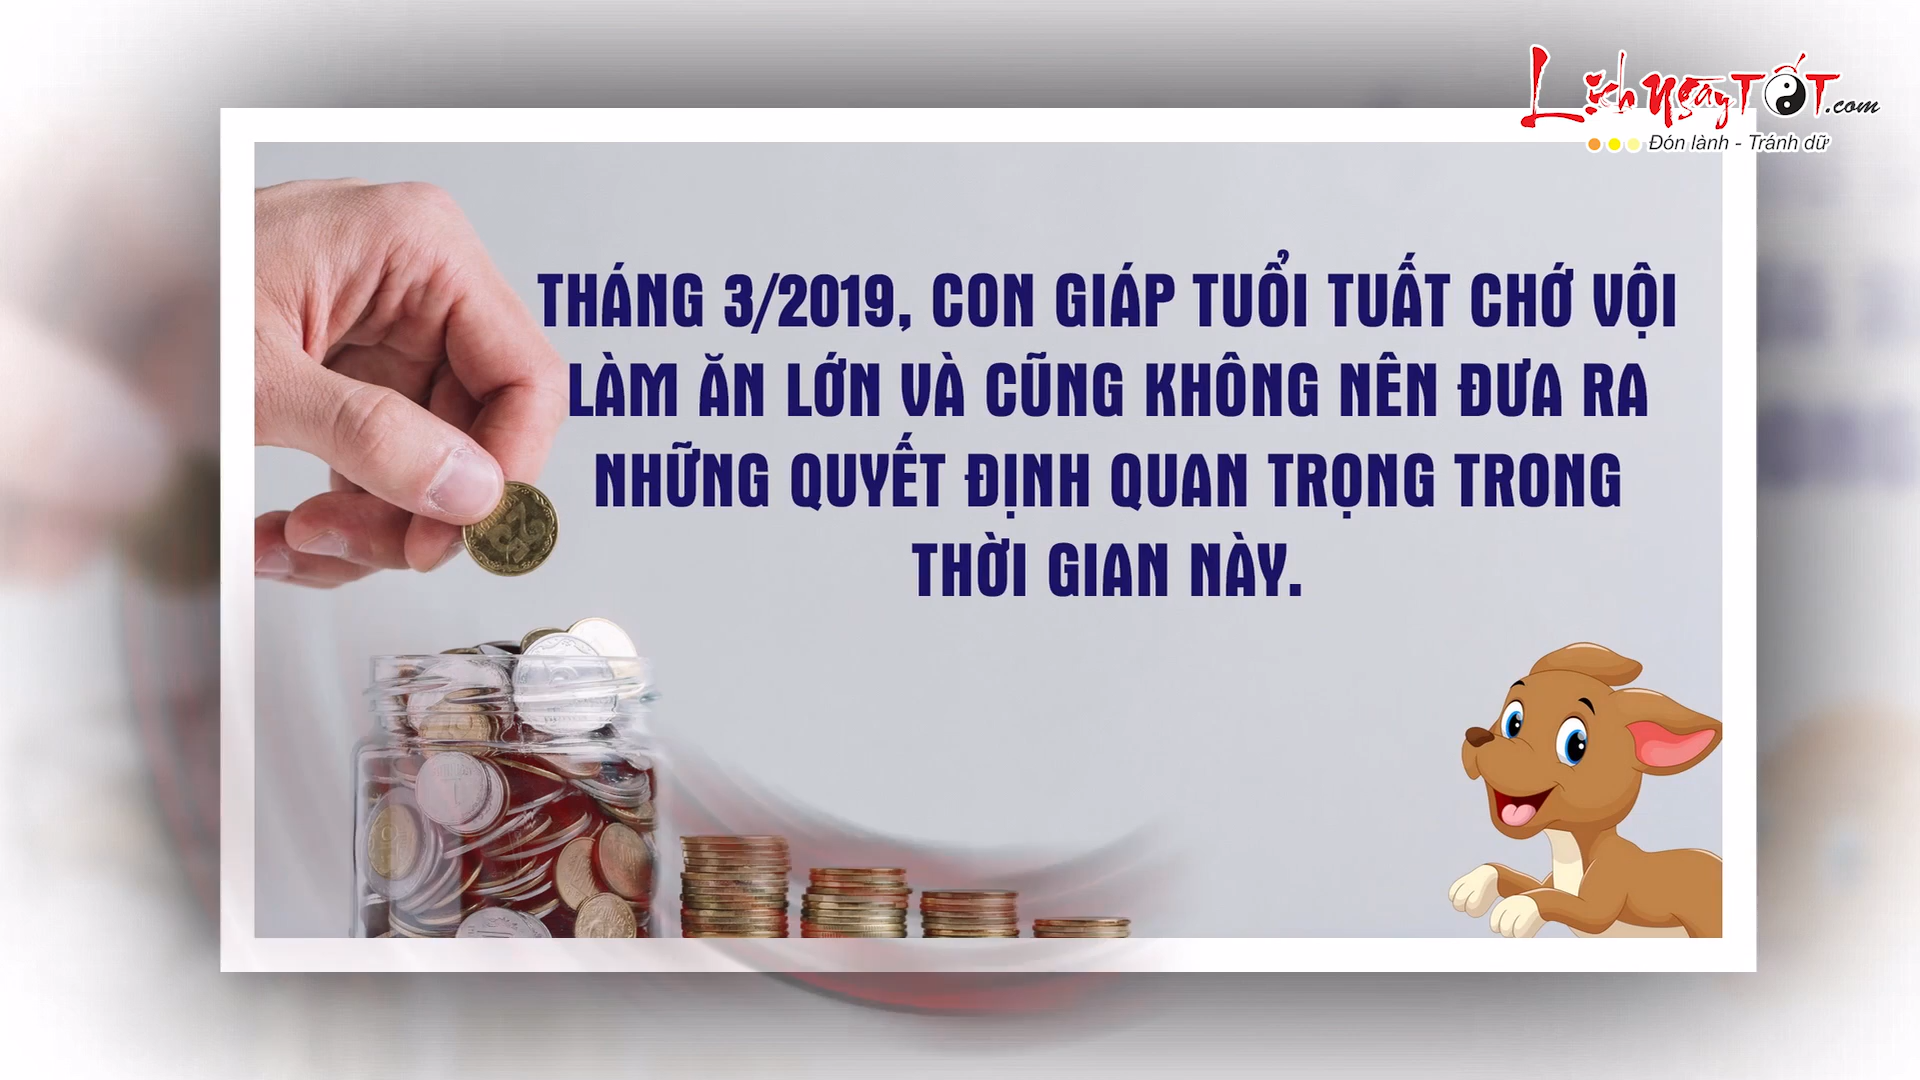 LịchNgàyTỐT.com
Đón lành - Tránh dữ
THÁNG 3/2019, CON GIÁP TUỔI TUẤT CHỚ VỘI
LÀM ĂN LỚN VÀ CŨNG KHÔNG NÊN ĐƯA RA
NHỮNG QUYẾT ĐỊNH QUAN TRỌNG TRONG
THỜI GIAN NÀY.